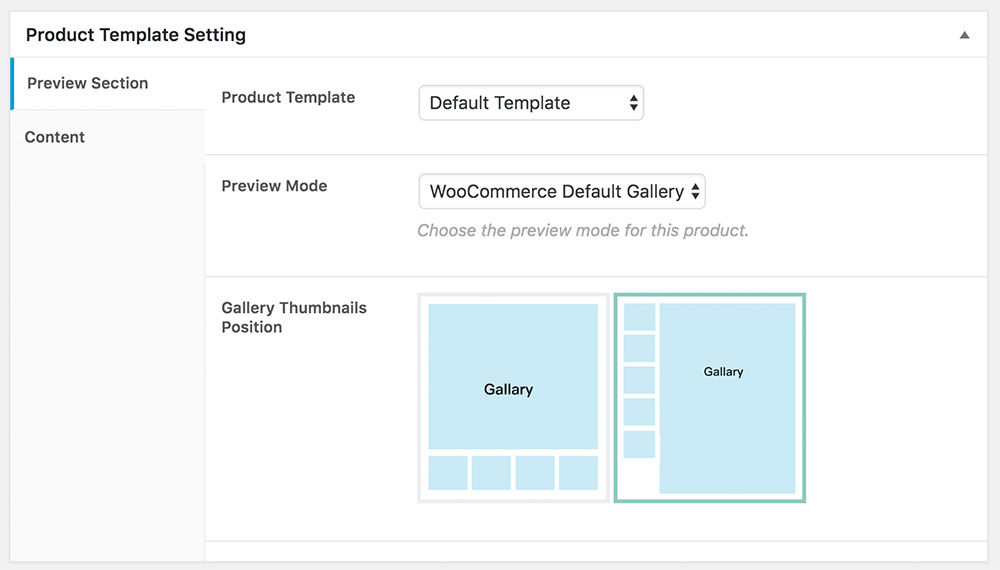 Product Template Setting
Preview Section
Content
Product Template
Default Template
Preview Mode
WooCommerce Default Gallery
Choose the preview mode for this product.
Gallery Thumbnails
Position
Gallary
Gallary